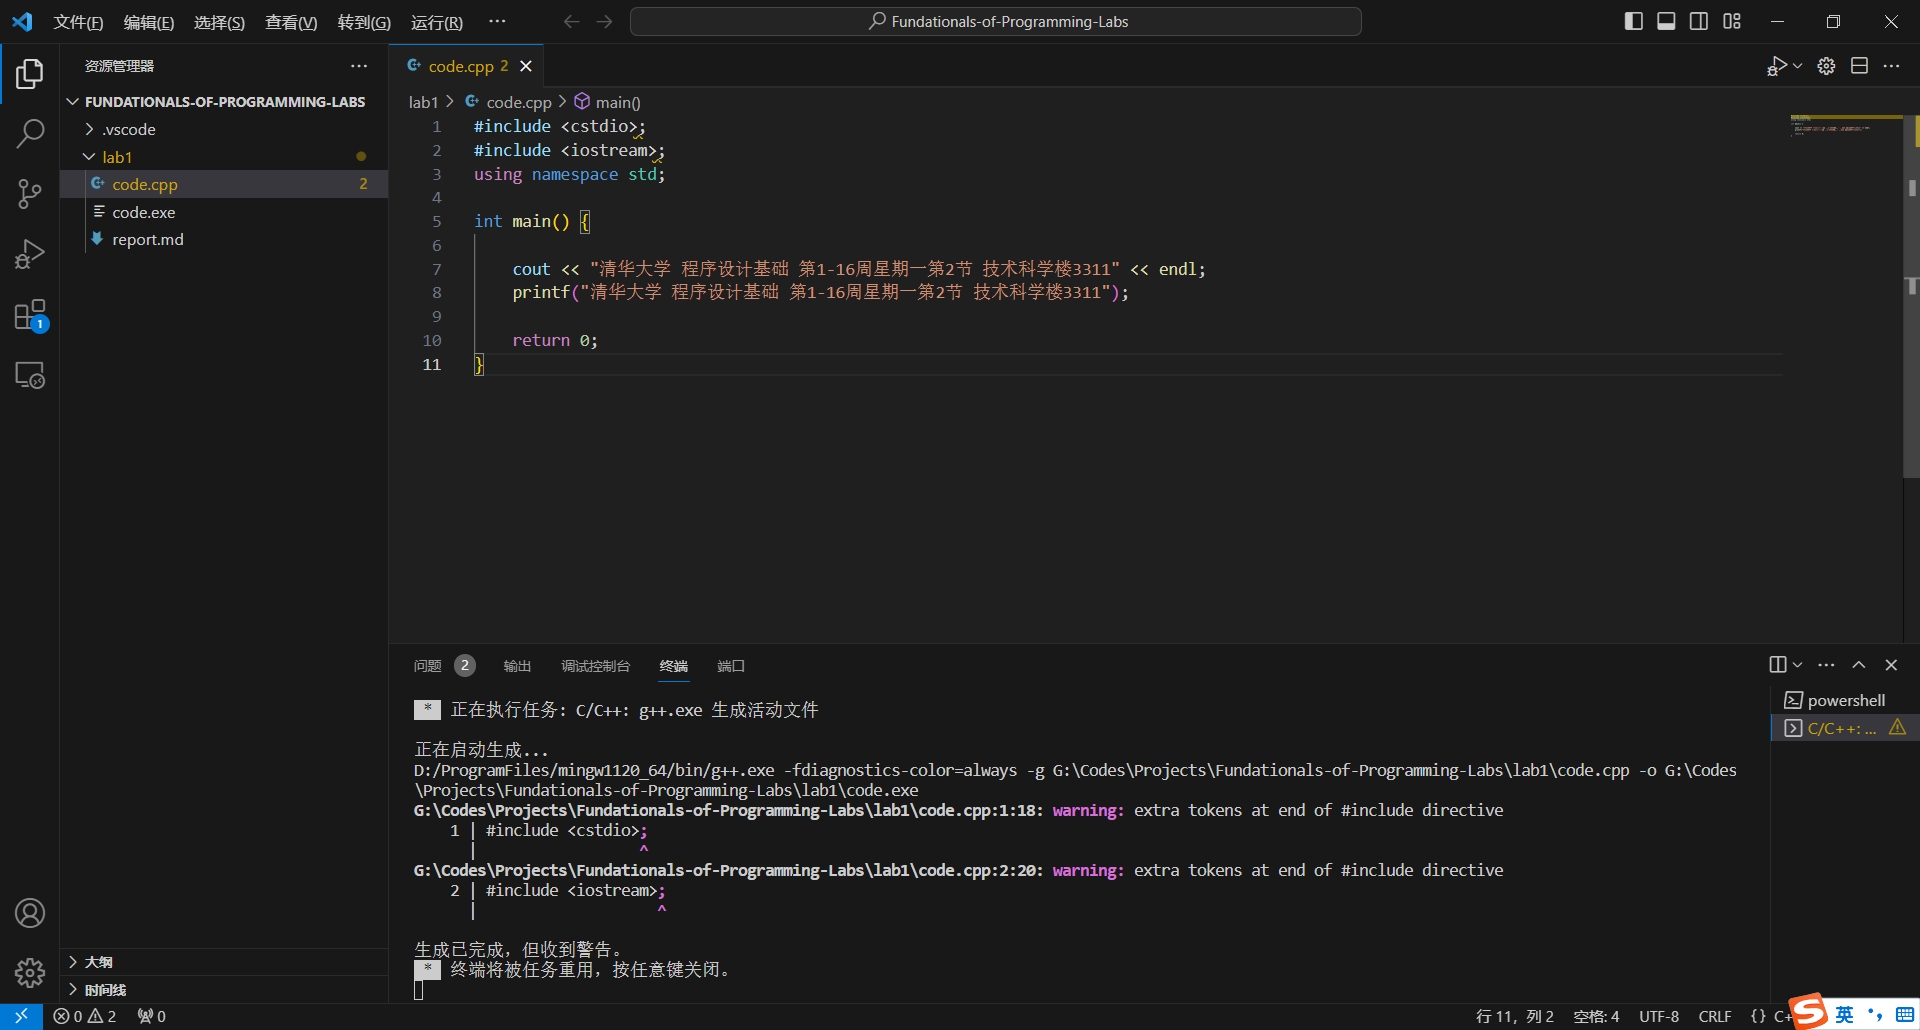 文件(F) 编辑(E) 选择(S) 查看(V) 转到(G) 运行(R) ··· Fundationals-of-Programming-Labs
资源管理器 ···
FUNDATIONALS-OF-PROGRAMMING-LABS
.vscode
lab1
code.cpp 2
code.exe
report.md
大纲
时间线
code.cpp 2
lab1 > code.cpp > main()
1 #include <cstdio>;
2 #include <iostream>;
3 using namespace std;
4
5 int main() {
6
7 cout << "清华大学 程序设计基础 第1-16周星期一第2节 技术科学楼3311" << endl;
8 printf("清华大学 程序设计基础 第1-16周星期一第2节 技术科学楼3311");
9
10 return 0;
11 }
问题 2 输出 调试控制台 终端 端口
* 正在执行任务: C/C++: g++.exe 生成活动文件
正在启动生成...
D:/ProgramFiles/mingw1120_64/bin/g++.exe -fdiagnostics-color=always -g G:\Codes\Projects\Fundationals-of-Programming-Labs\lab1\code.cpp -o G:\Codes
\Projects\Fundationals-of-Programming-Labs\lab1\code.exe
G:\Codes\Projects\Fundationals-of-Programming-Labs\lab1\code.cpp:1:18: warning: extra tokens at end of #include directive
1 | #include <cstdio>;
| ^
G:\Codes\Projects\Fundationals-of-Programming-Labs\lab1\code.cpp:2:20: warning: extra tokens at end of #include directive
2 | #include <iostream>;
| ^
生成已完成，但收到警告。
* 终端将被任务重用，按任意键关闭。
powershell
C/C++: ...
1
0 2 0
行 11，列 2 空格: 4 UTF-8 CRLF {} C+
S 英